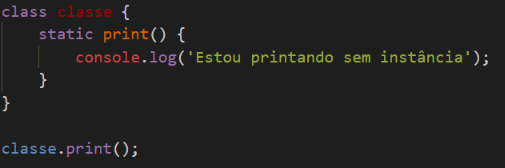 class classe {
static print() {
console.log('Estou printando sem instância');
}
}
classe.print();